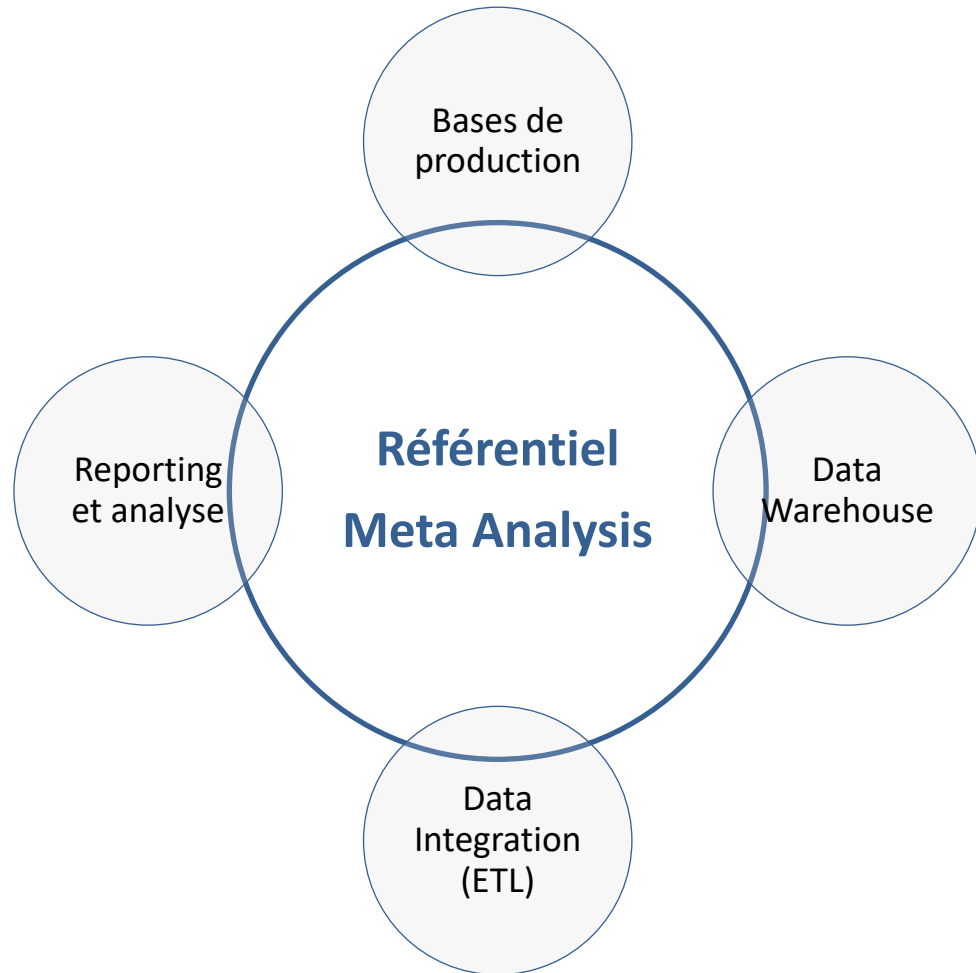 Bases de
production
Reporting
et analyse
Référentiel
Meta Analysis
Data
Warehouse
Data
Integration
(ETL)